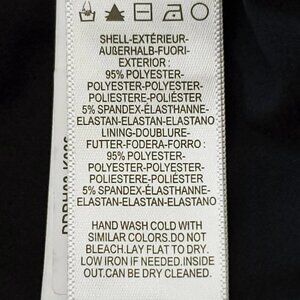 SHELL-EXTÉRIEUR-
AUßERHALB-FUORI-
EXTERIOR :
95% POLYESTER-
POLYESTER-POLYESTER-
POLIESTERE-POLIÉSTER
5% SPANDEX-ÉLASTHANNE-
ELASTAN-ELASTAN-ELASTANO
LINING-DOUBLURE-
FUTTER-FODERA-FORRO :
95% POLYESTER-
POLYESTER-POLYESTER-
POLIESTERE-POLIÉSTER
5% SPANDEX-ÉLASTHANNE-
ELASTAN-ELASTAN-ELASTANO
HAND WASH COLD WITH
SIMILAR COLORS.DO NOT
BLEACH.LAY FLAT TO DRY.
LOW IRON IF NEEDED.INSIDE
OUT.CAN BE DRY CLEANED.